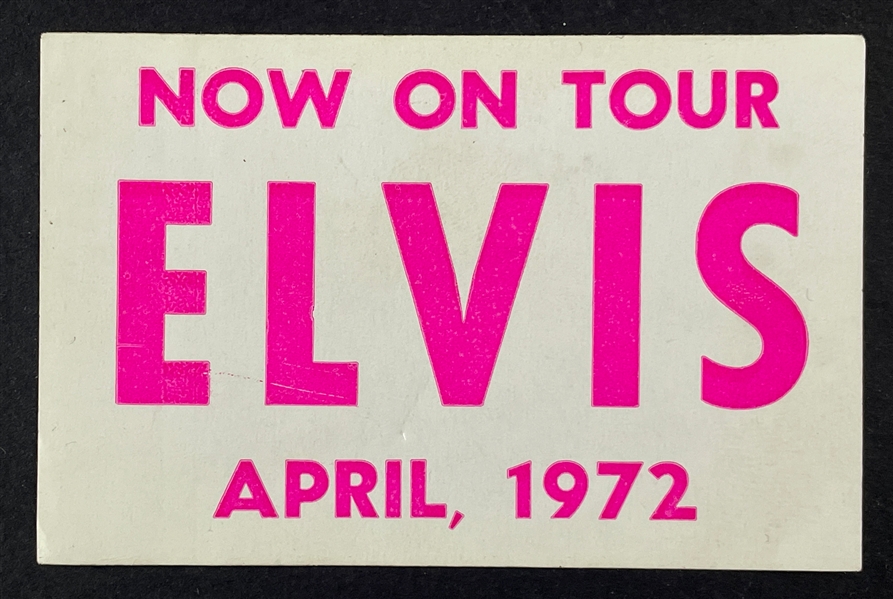 NOW ON TOUR
ELVIS
APRIL, 1972